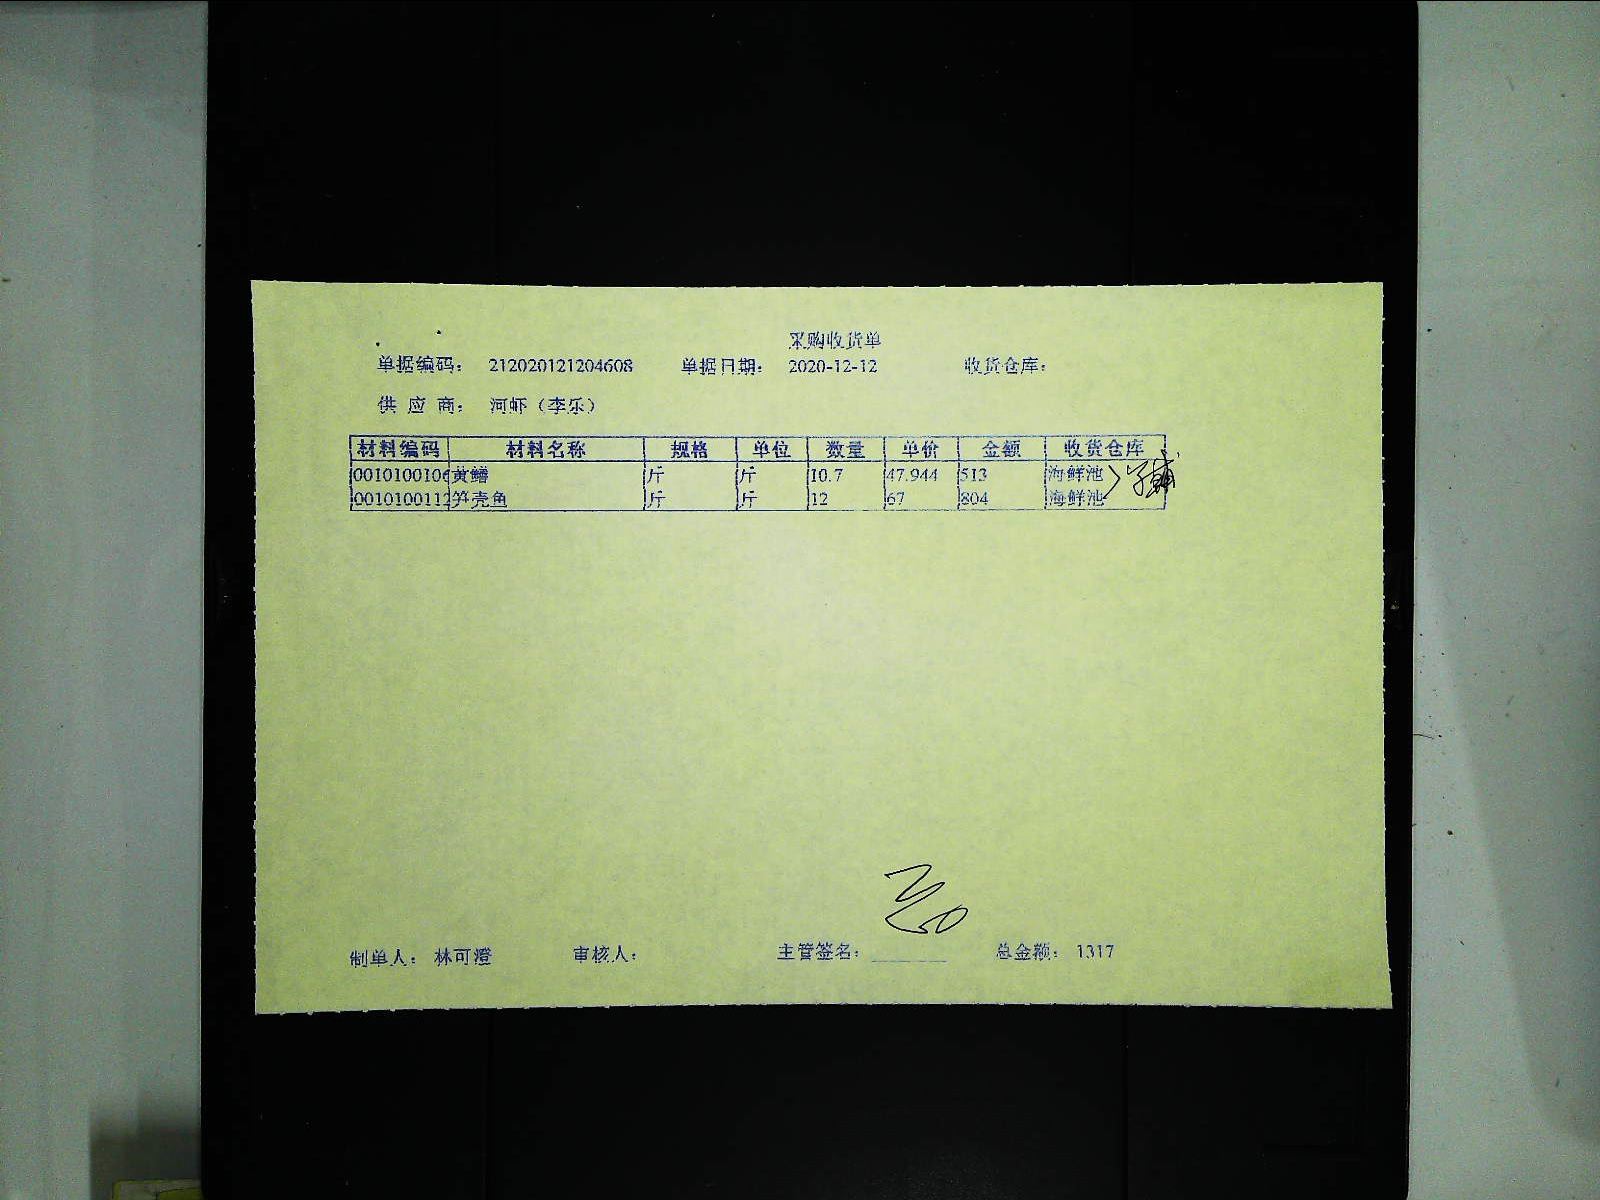 采购收货单
单据编码： 212020121204608 单据日期： 2020-12-12 收货仓库：
供 应 商： 河虾（李乐）
材料编码 材料名称 规格 单位 数量 单价 金额 收货仓库
0010100106 黄鳝 斤 斤 10.7 47.944 513 海鲜池
0010100112 笋壳鱼 斤 斤 12 67 804 海鲜池
制单人： 林可澄 审核人： 主管签名： 总金额： 1317